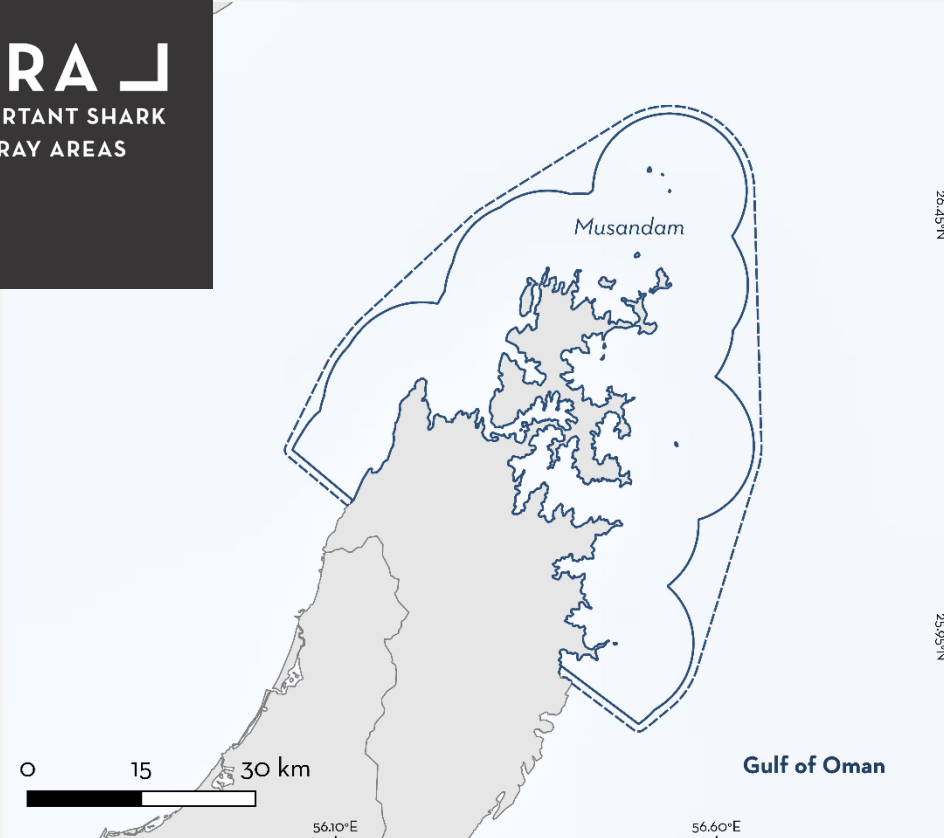 RA
RTANT SHARK
RAY AREAS
Musandam
26.45°N
25.95°N
Gulf of Oman
0 15 30 km
56.10°E 56.60°E